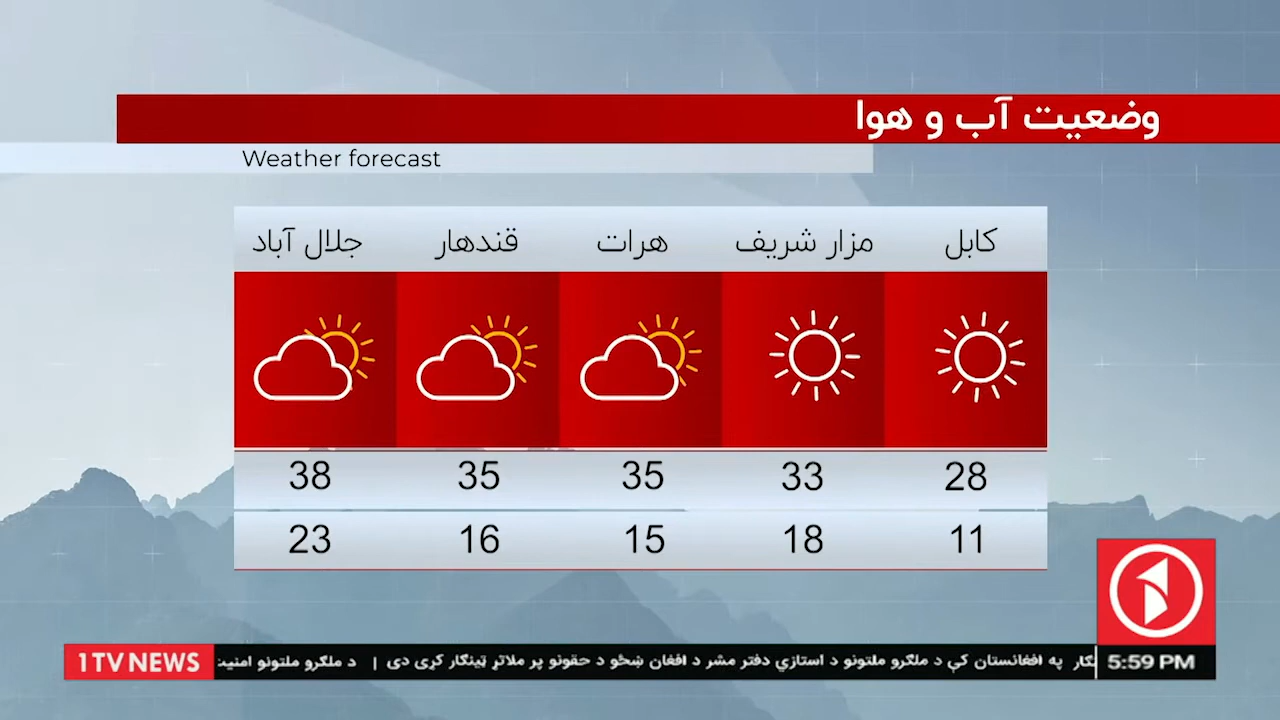 وضعیت آب و هوا
Weather forecast
کابل مزار شریف هرات قندهار جلال آباد
28 33 35 35 38
11 18 15 16 23
1TV NEWS
په افغانستان کې د ملګرو ملتونو د استازي دفتر مشر د افغان ښځو د حقونو پر ملاتړ ټینګار کړی دی | د ملګرو ملتونو امنیت
5:59 PM